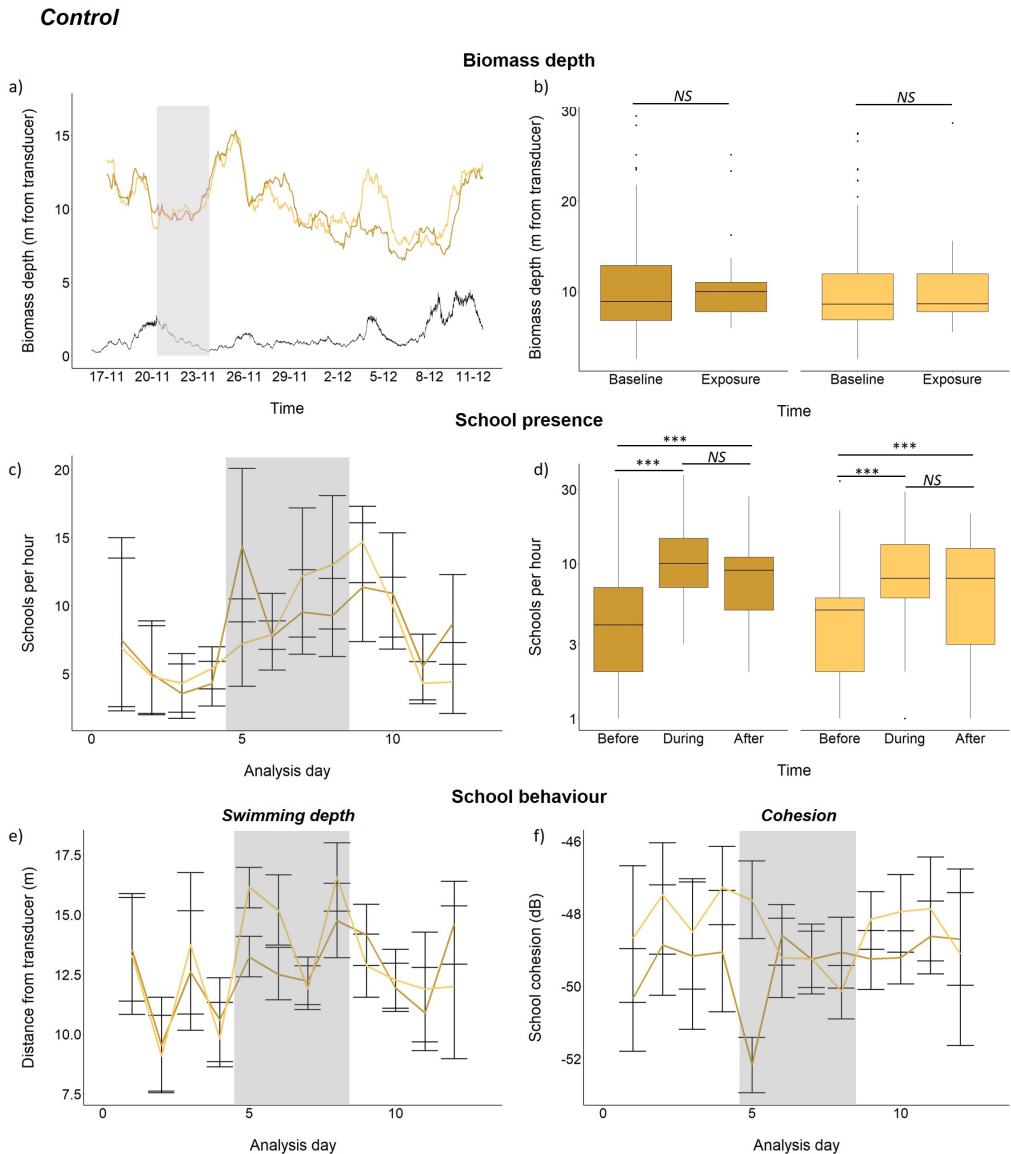 Control
Biomass depth
a)
Biomass depth (m from transducer)
15
10
5
0
17-11 20-11 23-11 26-11 29-11 2-12 5-12 8-12 11-12
Time
b)
Biomass depth (m from transducer)
30
20
10
NS NS
Baseline Exposure Baseline Exposure
Time
School presence
c)
Schools per hour
20
15
10
5
0 5 10
Analysis day
d)
Schools per hour
30
10
3
1
*** ***
*** NS *** NS
Before During After Before During After
Time
School behaviour
Swimming depth
e)
Distance from transducer (m)
17.5
15.0
12.5
10.0
7.5
0 5 10
Analysis day
Cohesion
f)
School cohesion (dB)
-46
-48
-50
-52
0 5 10
Analysis day